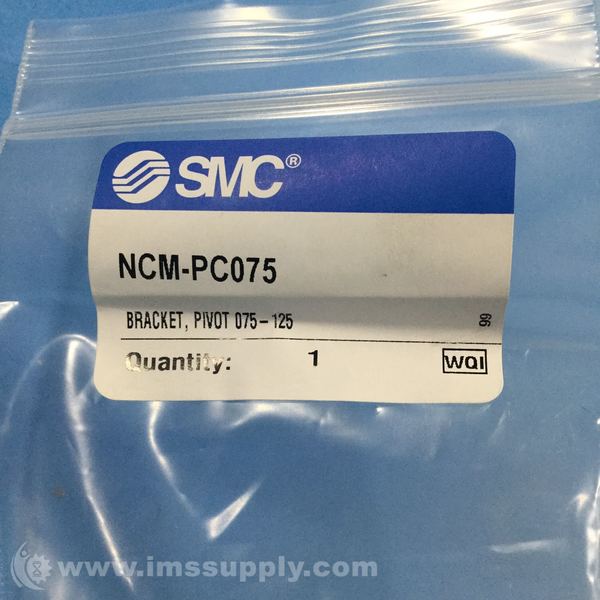 SMC®
NCM-PC075
BRACKET, PIVOT 075-125
99
Quantity: 1
WQI
www.imssupply.com